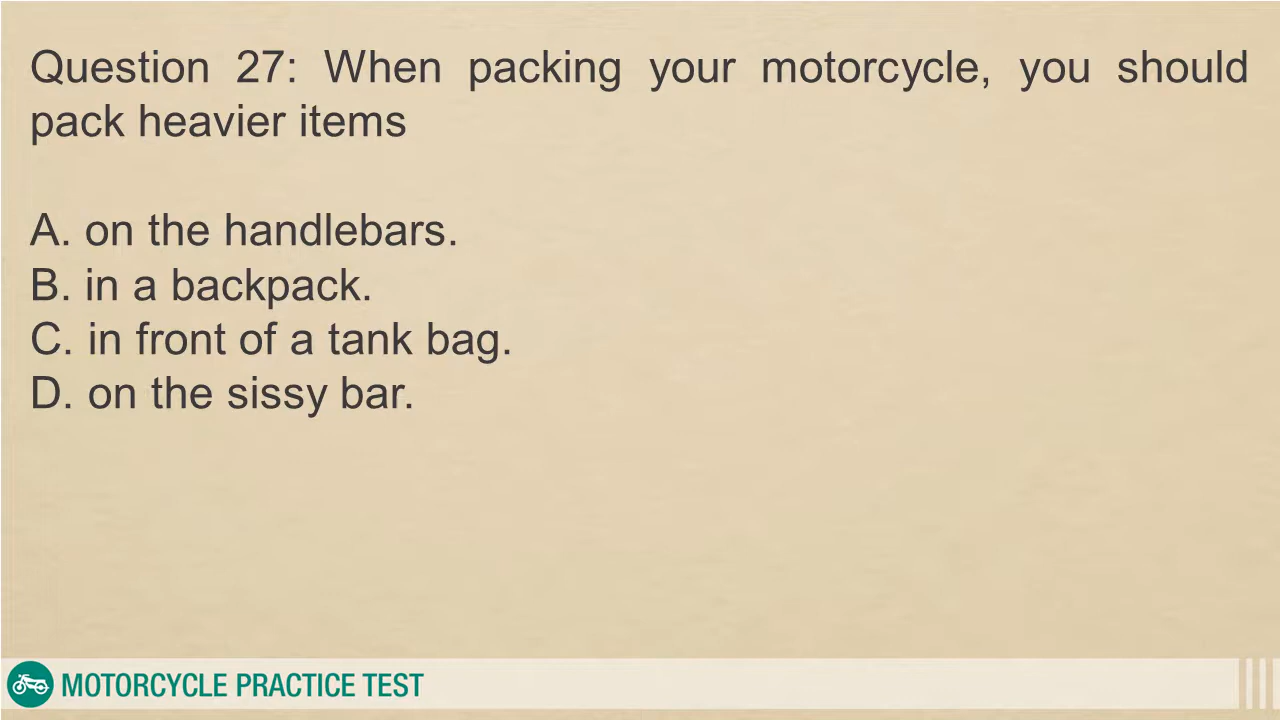 Question 27: When packing your motorcycle, you should
pack heavier items
A. on the handlebars.
B. in a backpack.
C. in front of a tank bag.
D. on the sissy bar.
MOTORCYCLE PRACTICE TEST